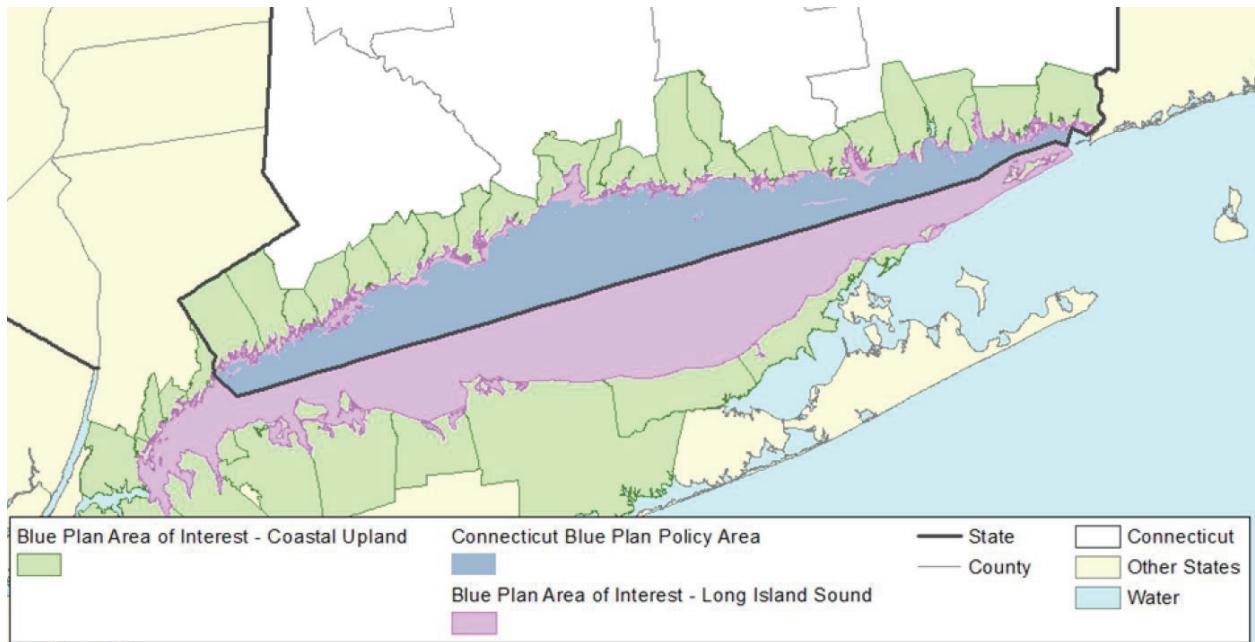 Blue Plan Area of Interest - Coastal Upland
Connecticut Blue Plan Policy Area
Blue Plan Area of Interest - Long Island Sound
State
County
Connecticut
Other States
Water